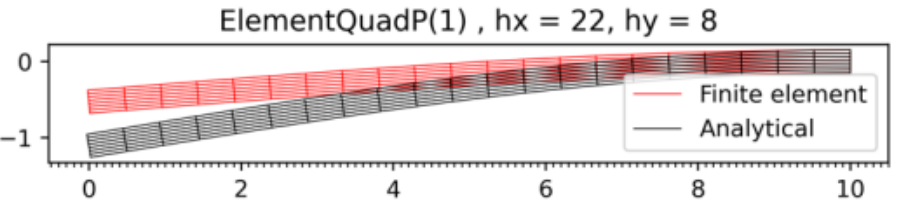 ElementQuadP(1) , hx = 22, hy = 8
0
−1
Finite element
Analytical
0 2 4 6 8 10